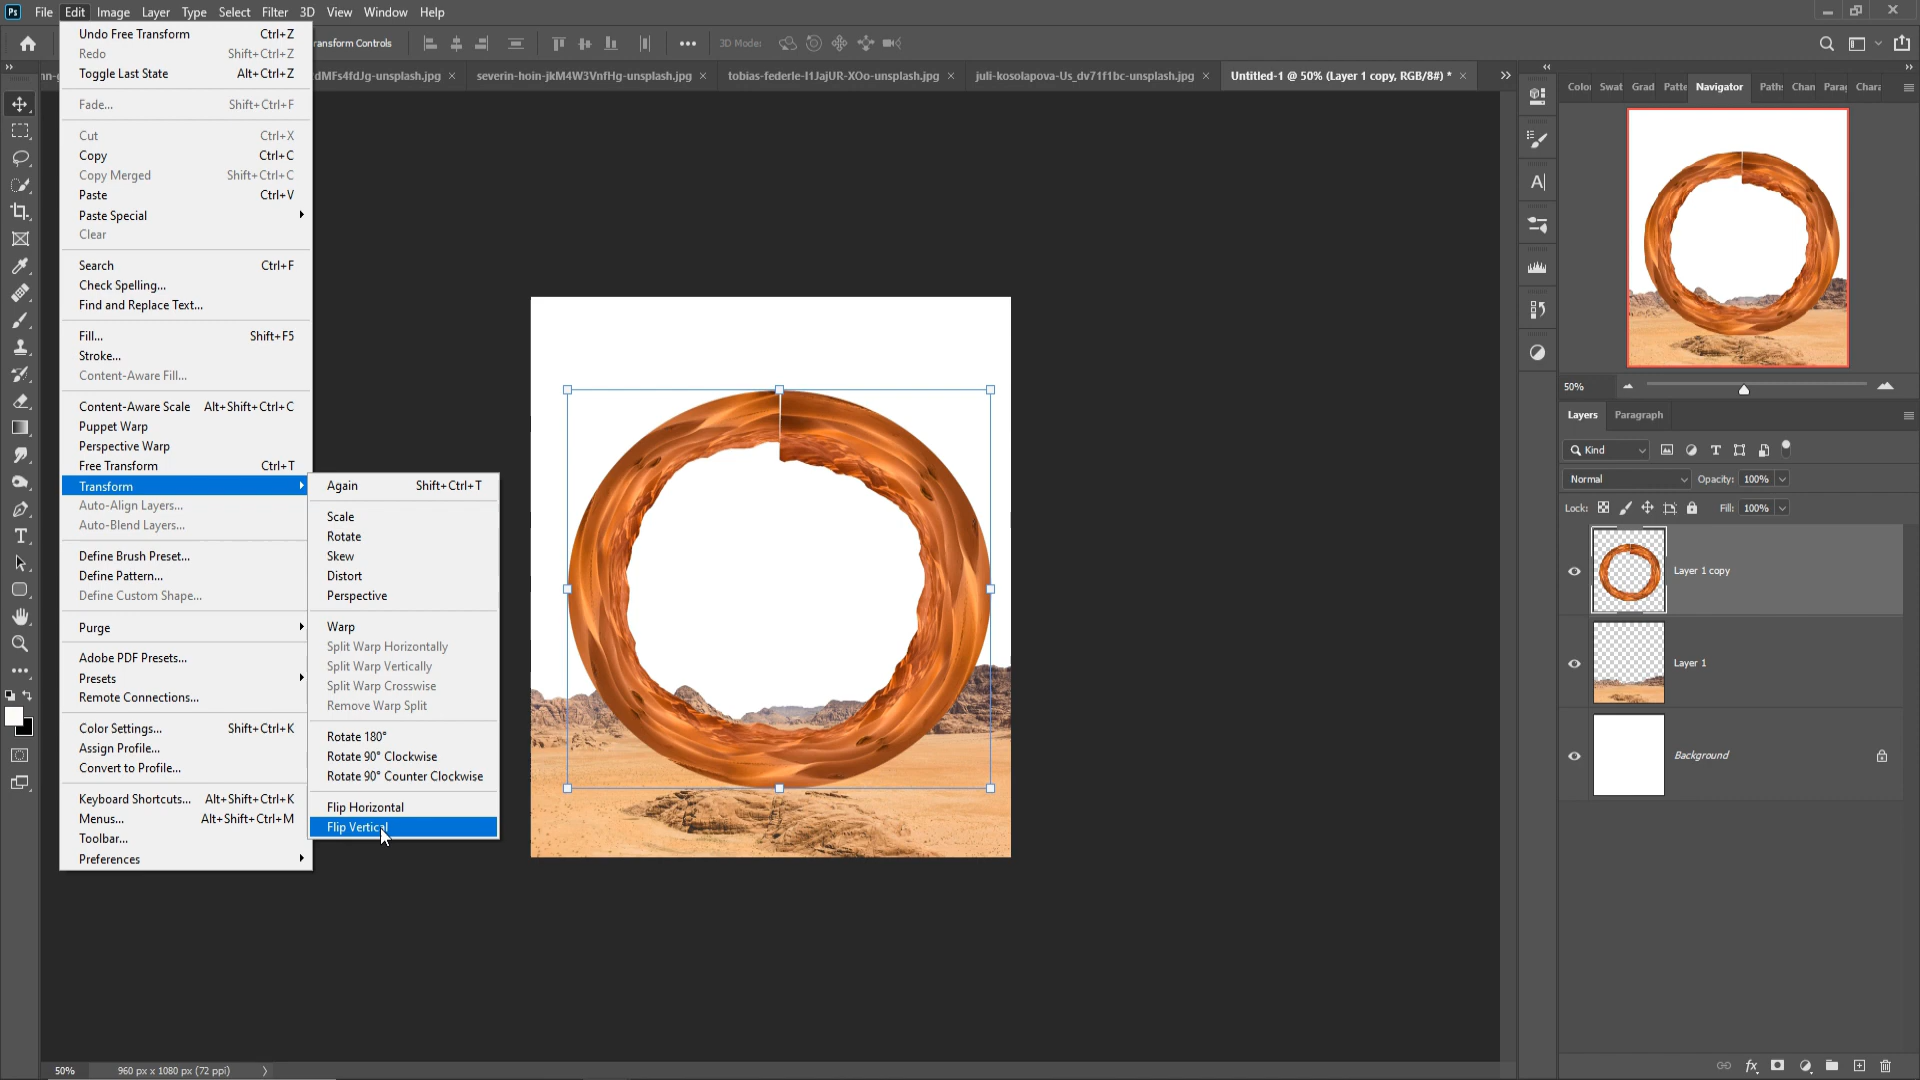 Ps File Edit Image Layer Type Select Filter 3D View Window Help
ransform Controls 3D Mode:
dMFs4fdJg-unsplash.jpg severin-hoin-jkM4W3VnfHg-unsplash.jpg tobias-federle-I1JajUR-XOo-unsplash.jpg juli-kosolapova-Us_dv71f1bc-unsplash.jpg Untitled-1 @ 50% (Layer 1 copy, RGB/8#) *
Undo Free Transform Ctrl+Z
Redo Shift+Ctrl+Z
Toggle Last State Alt+Ctrl+Z
Fade... Shift+Ctrl+F
Cut Ctrl+X
Copy Ctrl+C
Copy Merged Shift+Ctrl+C
Paste Ctrl+V
Paste Special
Clear
Search Ctrl+F
Check Spelling...
Find and Replace Text...
Fill... Shift+F5
Stroke...
Content-Aware Fill...
Content-Aware Scale Alt+Shift+Ctrl+C
Puppet Warp
Perspective Warp
Free Transform Ctrl+T
Transform
Auto-Align Layers...
Auto-Blend Layers...
Define Brush Preset...
Define Pattern...
Define Custom Shape...
Purge
Adobe PDF Presets...
Presets
Remote Connections...
Color Settings... Shift+Ctrl+K
Assign Profile...
Convert to Profile...
Keyboard Shortcuts... Alt+Shift+Ctrl+K
Menus... Alt+Shift+Ctrl+M
Toolbar...
Preferences
Again Shift+Ctrl+T
Scale
Rotate
Skew
Distort
Perspective
Warp
Split Warp Horizontally
Split Warp Vertically
Split Warp Crosswise
Remove Warp Split
Rotate 180°
Rotate 90° Clockwise
Rotate 90° Counter Clockwise
Flip Horizontal
Flip Vertical
Color Swat Grad Patte Navigator Paths Chan Para Chara
50%
Layers Paragraph
Kind
Normal Opacity: 100%
Lock: Fill: 100%
Layer 1 copy
Layer 1
Background
50% 960 px x 1080 px (72 ppi)